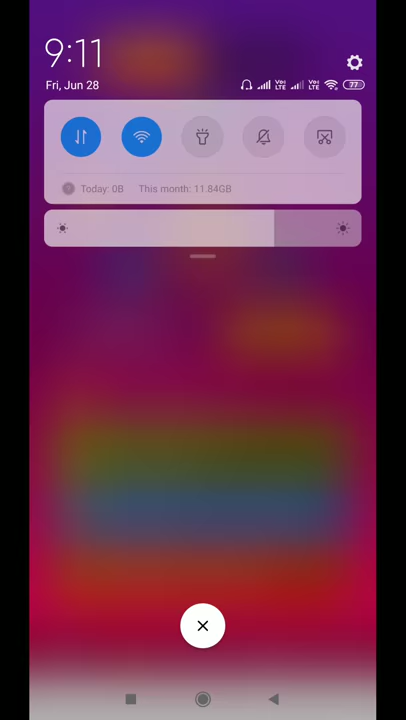 9:11
Fri, Jun 28
Vo)
LTE
Vo)
LTE
77
Today: 0B
This month: 11.84GB